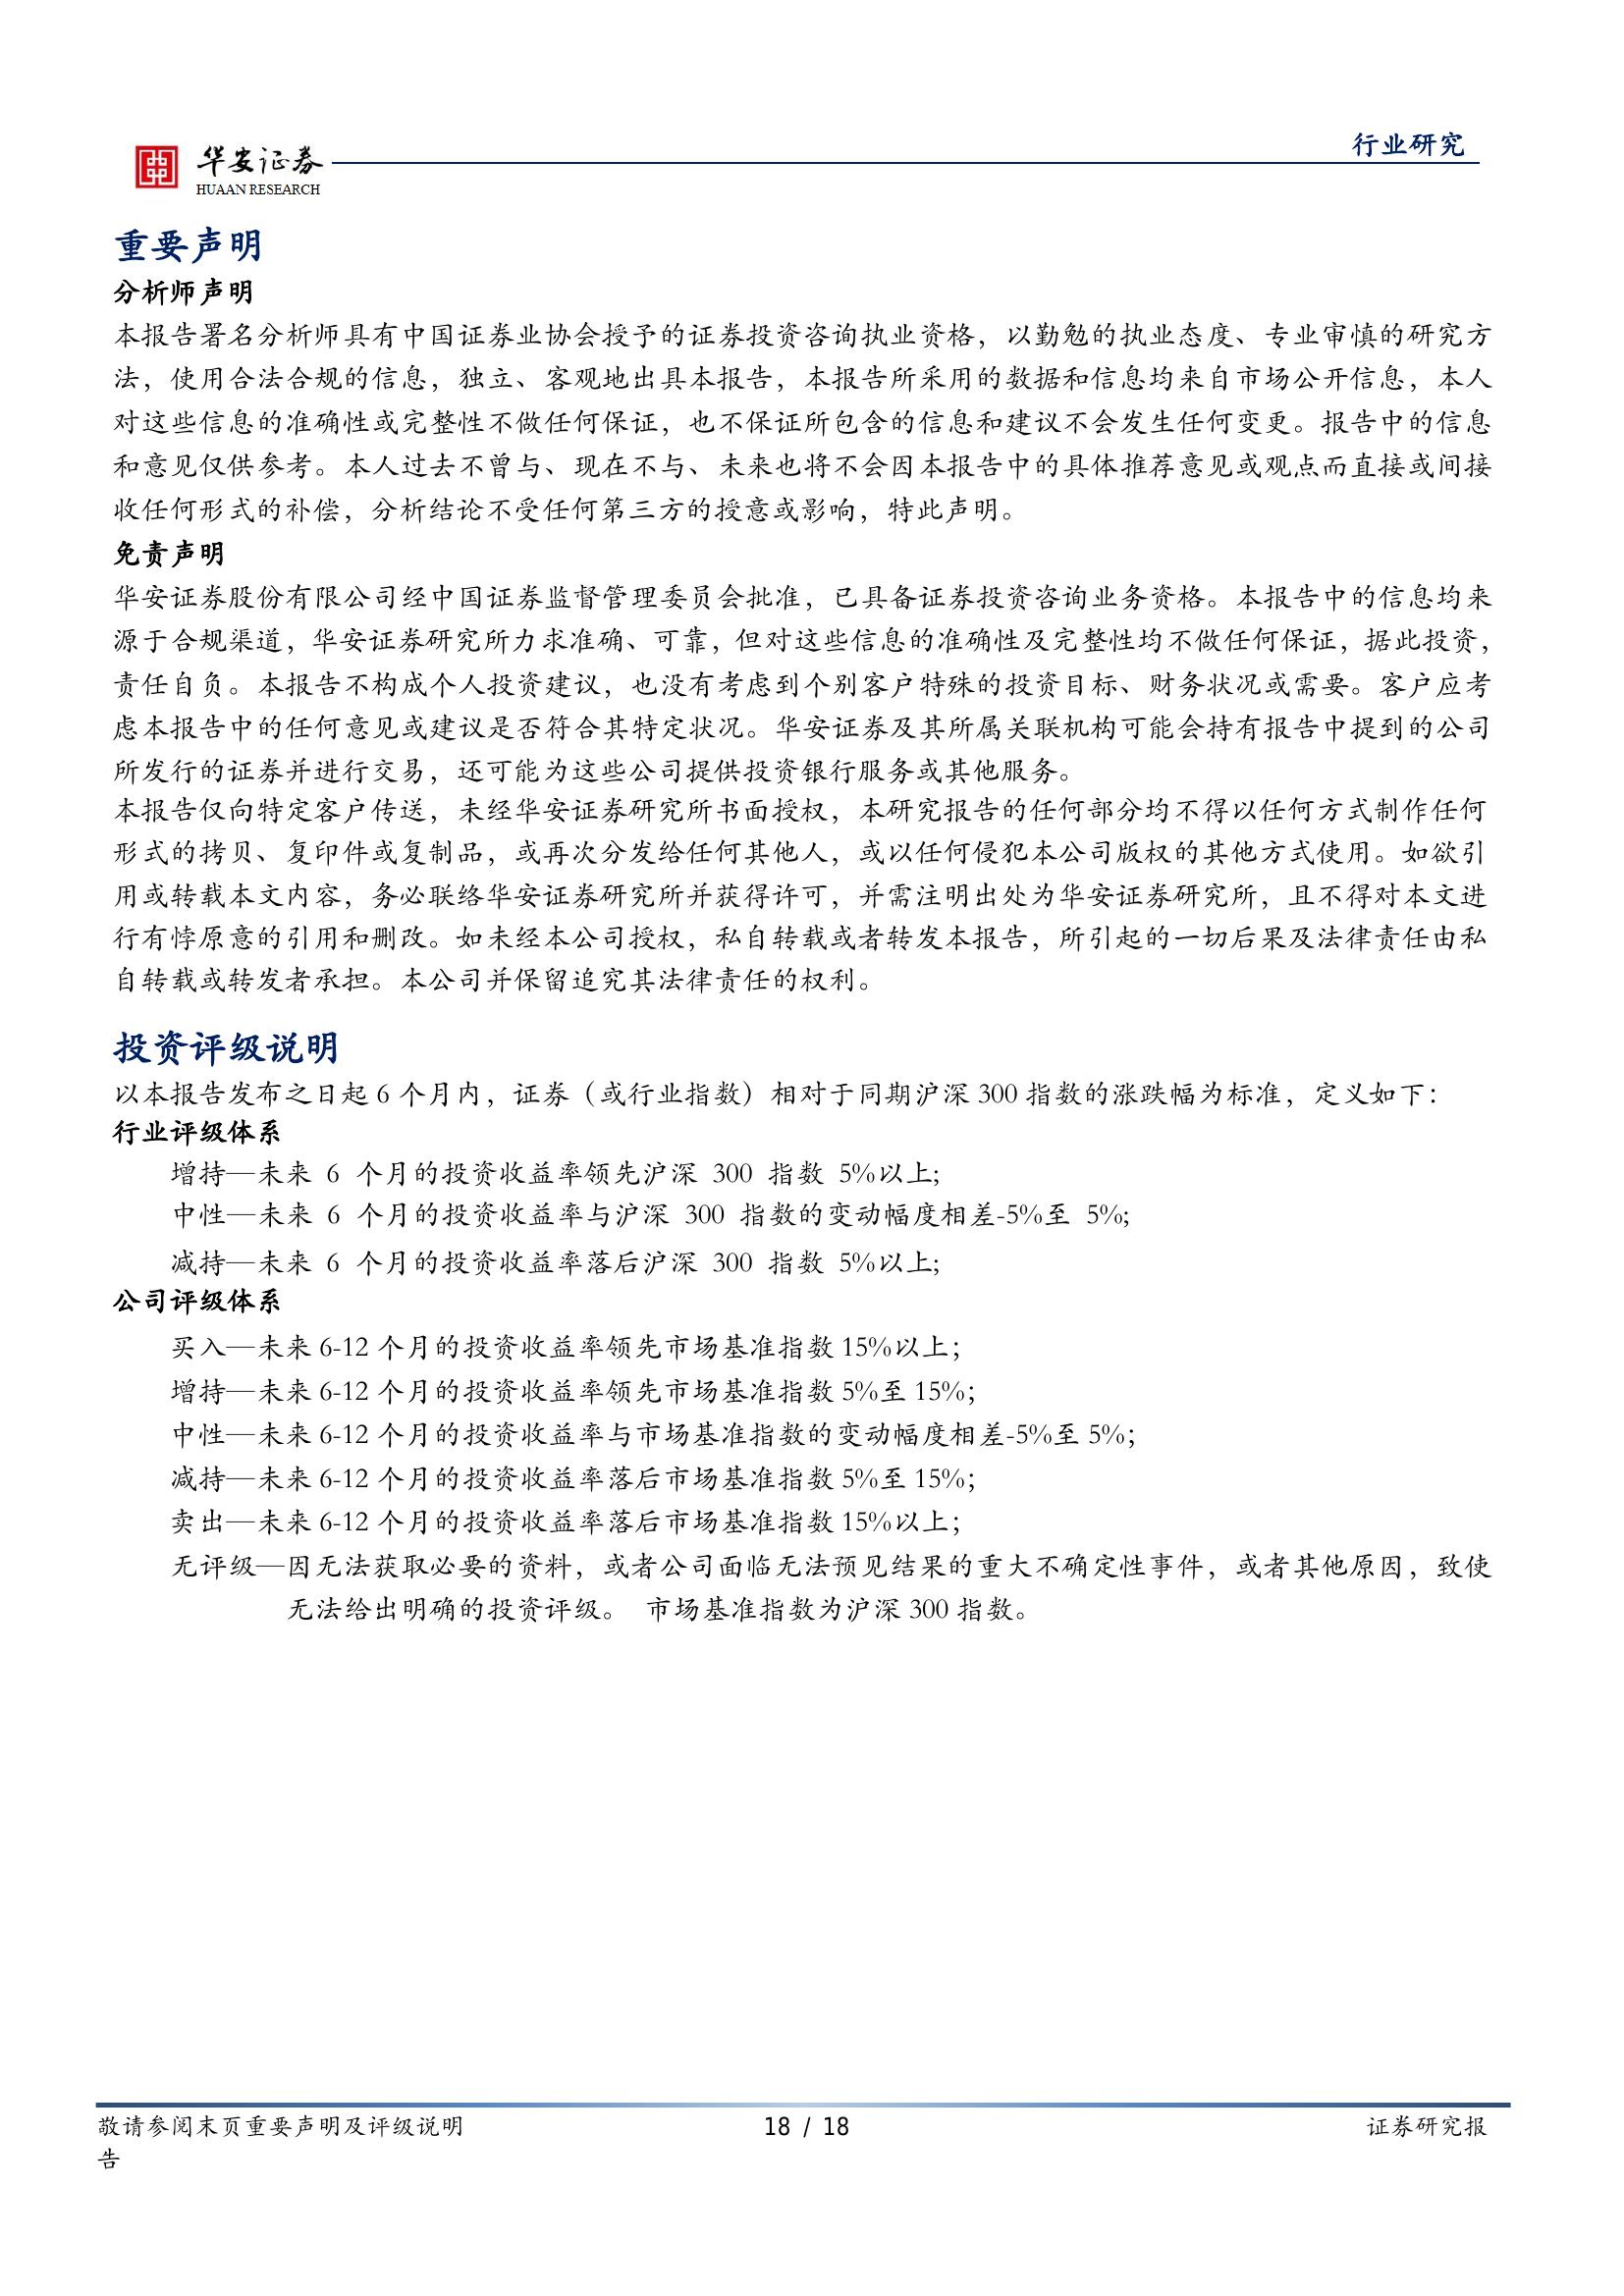 华安证券
HUAAN RESEARCH
行业研究
重要声明
分析师声明
本报告署名分析师具有中国证券业协会授予的证券投资咨询执业资格，以勤勉的执业态度、专业审慎的研究方
法，使用合法合规的信息，独立、客观地出具本报告，本报告所采用的数据和信息均来自市场公开信息，本人
对这些信息的准确性或完整性不做任何保证，也不保证所包含的信息和建议不会发生任何变更。报告中的信息
和意见仅供参考。本人过去不曾与、现在不与、未来也将不会因本报告中的具体推荐意见或观点而直接或间接
收任何形式的补偿，分析结论不受任何第三方的授意或影响，特此声明。
免责声明
华安证券股份有限公司经中国证券监督管理委员会批准，已具备证券投资咨询业务资格。本报告中的信息均来
源于合规渠道，华安证券研究所力求准确、可靠，但对这些信息的准确性及完整性均不做任何保证，据此投资，
责任自负。本报告不构成个人投资建议，也没有考虑到个别客户特殊的投资目标、财务状况或需要。客户应考
虑本报告中的任何意见或建议是否符合其特定状况。华安证券及其所属关联机构可能会持有报告中提到的公司
所发行的证券并进行交易，还可能为这些公司提供投资银行服务或其他服务。
本报告仅向特定客户传送，未经华安证券研究所书面授权，本研究报告的任何部分均不得以任何方式制作任何
形式的拷贝、复印件或复制品，或再次分发给任何其他人，或以任何侵犯本公司版权的其他方式使用。如欲引
用或转载本文内容，务必联络华安证券研究所并获得许可，并需注明出处为华安证券研究所，且不得对本文进
行有悖原意的引用和删改。如未经本公司授权，私自转载或者转发本报告，所引起的一切后果及法律责任由私
自转载或转发者承担。本公司并保留追究其法律责任的权利。
投资评级说明
以本报告发布之日起 6 个月内，证券（或行业指数）相对于同期沪深 300 指数的涨跌幅为标准，定义如下：
行业评级体系
增持—未来 6 个月的投资收益率领先沪深 300 指数 5%以上;
中性—未来 6 个月的投资收益率与沪深 300 指数的变动幅度相差-5%至 5%;
减持—未来 6 个月的投资收益率落后沪深 300 指数 5%以上;
公司评级体系
买入—未来 6-12 个月的投资收益率领先市场基准指数 15%以上；
增持—未来 6-12 个月的投资收益率领先市场基准指数 5%至 15%；
中性—未来 6-12 个月的投资收益率与市场基准指数的变动幅度相差-5%至 5%；
减持—未来 6-12 个月的投资收益率落后市场基准指数 5%至 15%；
卖出—未来 6-12 个月的投资收益率落后市场基准指数 15%以上；
无评级—因无法获取必要的资料，或者公司面临无法预见结果的重大不确定性事件，或者其他原因，致使
无法给出明确的投资评级。 市场基准指数为沪深 300 指数。
敬请参阅末页重要声明及评级说明 18 / 18 证券研究报
告